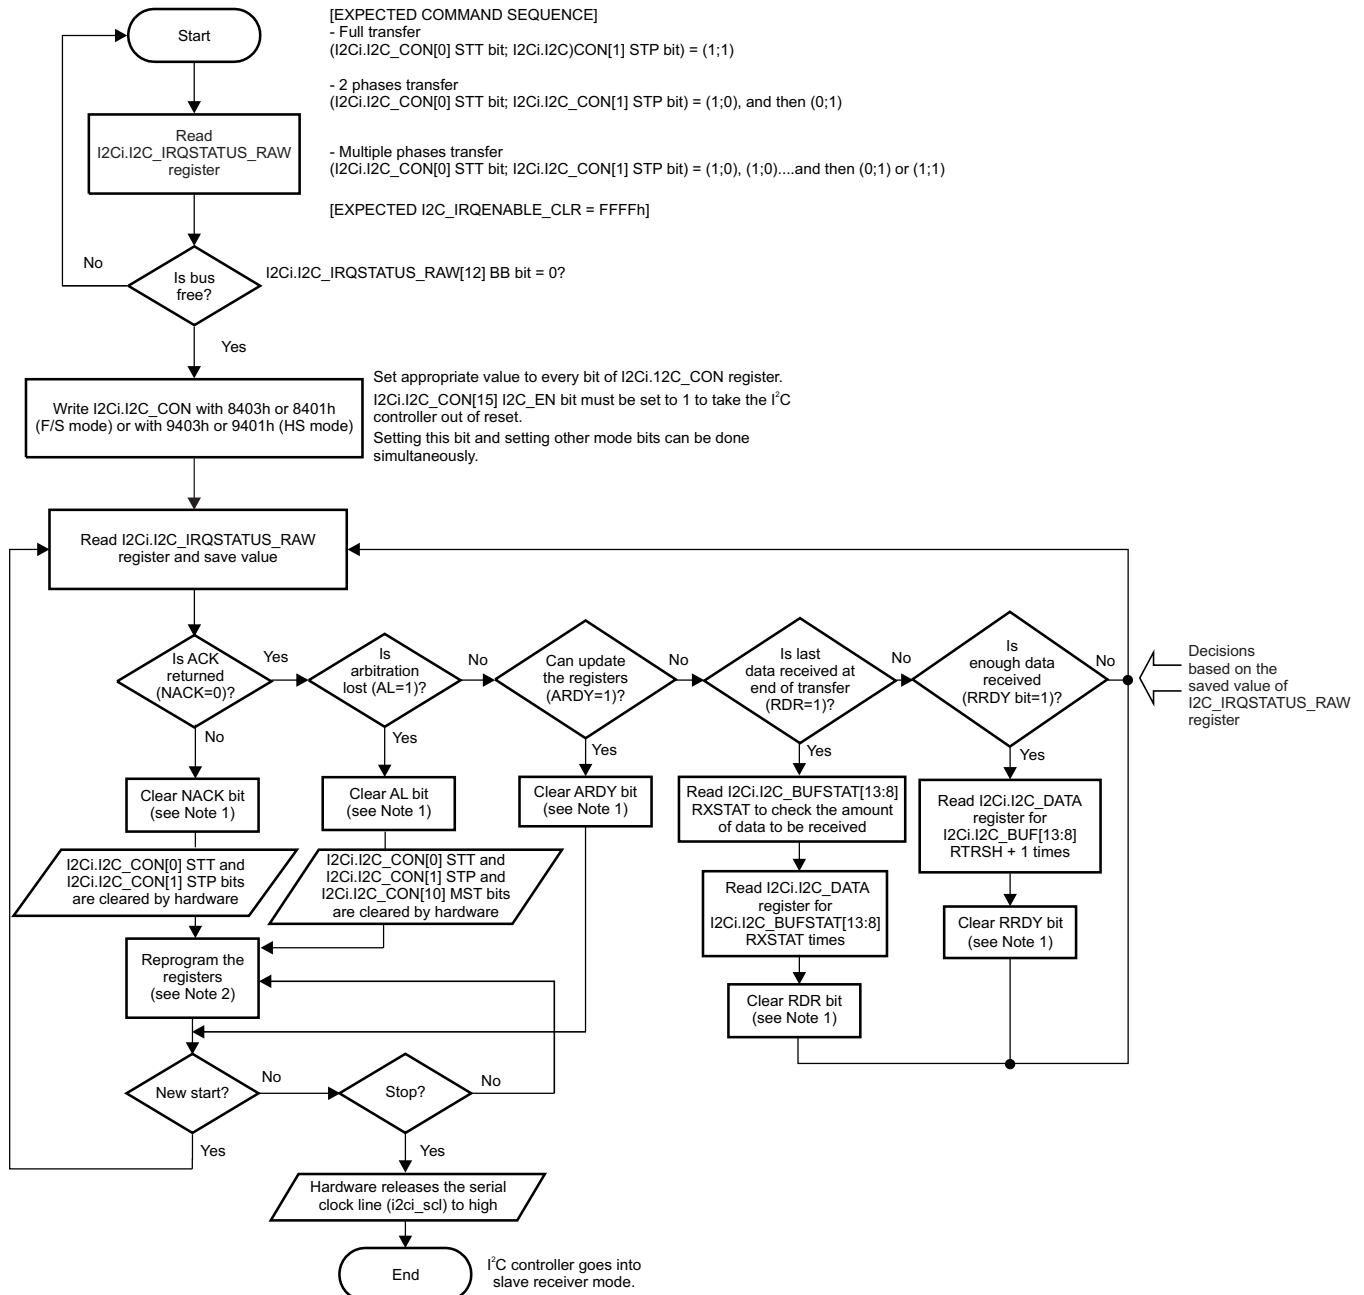 Start
[EXPECTED COMMAND SEQUENCE]
- Full transfer
(I2Ci.I2C_CON[0] STT bit; I2Ci.I2C)CON[1] STP bit) = (1;1)
- 2 phases transfer
(I2Ci.I2C_CON[0] STT bit; I2Ci.I2C_CON[1] STP bit) = (1;0), and then (0;1)
- Multiple phases transfer
(I2Ci.I2C_CON[0] STT bit; I2Ci.I2C_CON[1] STP bit) = (1;0), (1;0)....and then (0;1) or (1;1)
[EXPECTED I2C_IRQENABLE_CLR = FFFFh]
Read
I2Ci.I2C_IRQSTATUS_RAW
register
No
Is bus
free?
I2Ci.I2C_IRQSTATUS_RAW[12] BB bit = 0?
Yes
Write I2Ci.I2C_CON with 8403h or 8401h
(F/S mode) or with 9403h or 9401h (HS mode)
Set appropriate value to every bit of I2Ci.12C_CON register.
I2Ci.I2C_CON[15] I2C_EN bit must be set to 1 to take the I²C
controller out of reset.
Setting this bit and setting other mode bits can be done
simultaneously.
Read I2Ci.I2C_IRQSTATUS_RAW
register and save value
Is ACK
returned
(NACK=0)?
Yes
No
Is
arbitration
lost (AL=1)?
No
Yes
Can update
the registers
(ARDY=1)?
No
Yes
Is last
data received at
end of transfer
(RDR=1)?
No
Yes
Is
enough data
received
(RRDY bit=1)?
No
Yes
Decisions
based on the
saved value of
I2C_IRQSTATUS_RAW
register
Clear NACK bit
(see Note 1)
Clear AL bit
(see Note 1)
Clear ARDY bit
(see Note 1)
Read I2Ci.I2C_BUFSTAT[13:8]
RXSTAT to check the amount
of data to be received
Read I2Ci.I2C_DATA
register for
I2Ci.I2C_BUF[13:8]
RTRSH + 1 times
I2Ci.I2C_CON[0] STT and
I2Ci.I2C_CON[1] STP bits
are cleared by hardware
I2Ci.I2C_CON[0] STT and
I2Ci.I2C_CON[1] STP and
I2Ci.I2C_CON[10] MST bits
are cleared by hardware
Read I2Ci.I2C_DATA
register for
I2Ci.I2C_BUFSTAT[13:8]
RXSTAT times
Clear RRDY bit
(see Note 1)
Reprogram the
registers
(see Note 2)
Clear RDR bit
(see Note 1)
New start?
No
Yes
Stop?
No
Yes
Hardware releases the serial
clock line (i2ci_scl) to high
End
I²C controller goes into
slave receiver mode.